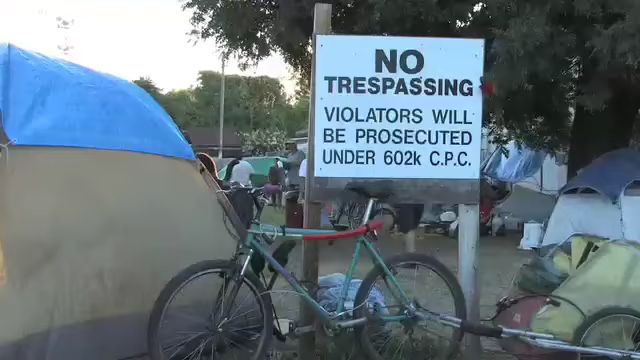 NO
TRESPASSING
VIOLATORS WILL
BE PROSECUTED
UNDER 602k C.P.C.